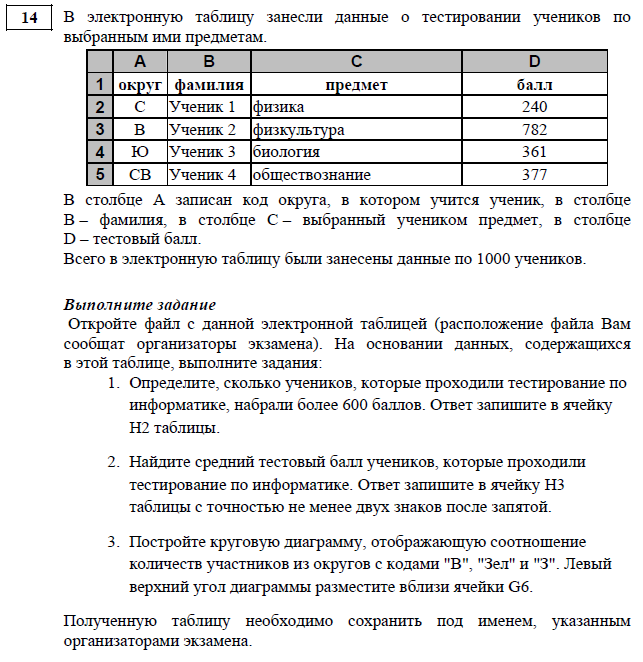 14
В электронную таблицу занесли данные о тестировании учеников по
выбранным ими предметам.
A B C D
1 округ фамилия предмет балл
2 С Ученик 1 физика 240
3 В Ученик 2 физкультура 782
4 Ю Ученик 3 биология 361
5 СВ Ученик 4 обществознание 377
В столбце А записан код округа, в котором учится ученик, в столбце
В – фамилия, в столбце С – выбранный учеником предмет, в столбце
D – тестовый балл.
Всего в электронную таблицу были занесены данные по 1000 учеников.
Выполните задание
Откройте файл с данной электронной таблицей (расположение файла Вам
сообщат организаторы экзамена). На основании данных, содержащихся
в этой таблице, выполните задания:
1. Определите, сколько учеников, которые проходили тестирование по
информатике, набрали более 600 баллов. Ответ запишите в ячейку
H2 таблицы.
2. Найдите средний тестовый балл учеников, которые проходили
тестирование по информатике. Ответ запишите в ячейку H3
таблицы с точностью не менее двух знаков после запятой.
3. Постройте круговую диаграмму, отображающую соотношение
количеств участников из округов с кодами "В", "Зел" и "З". Левый
верхний угол диаграммы разместите вблизи ячейки G6.
Полученную таблицу необходимо сохранить под именем, указанным
организаторами экзамена.